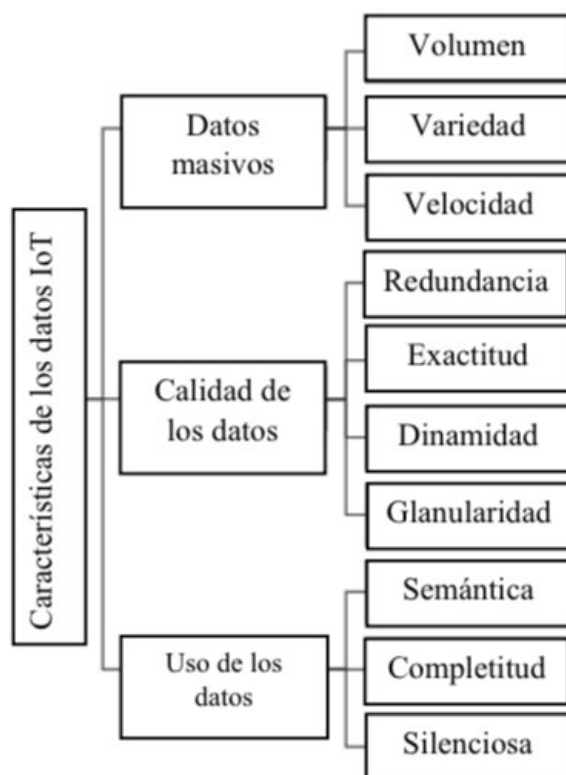 Características de los datos IoT
Datos
masivos
Volumen
Variedad
Velocidad
Calidad de
los datos
Redundancia
Exactitud
Dinamidad
Glanularidad
Uso de los
datos
Semántica
Completitud
Silenciosa